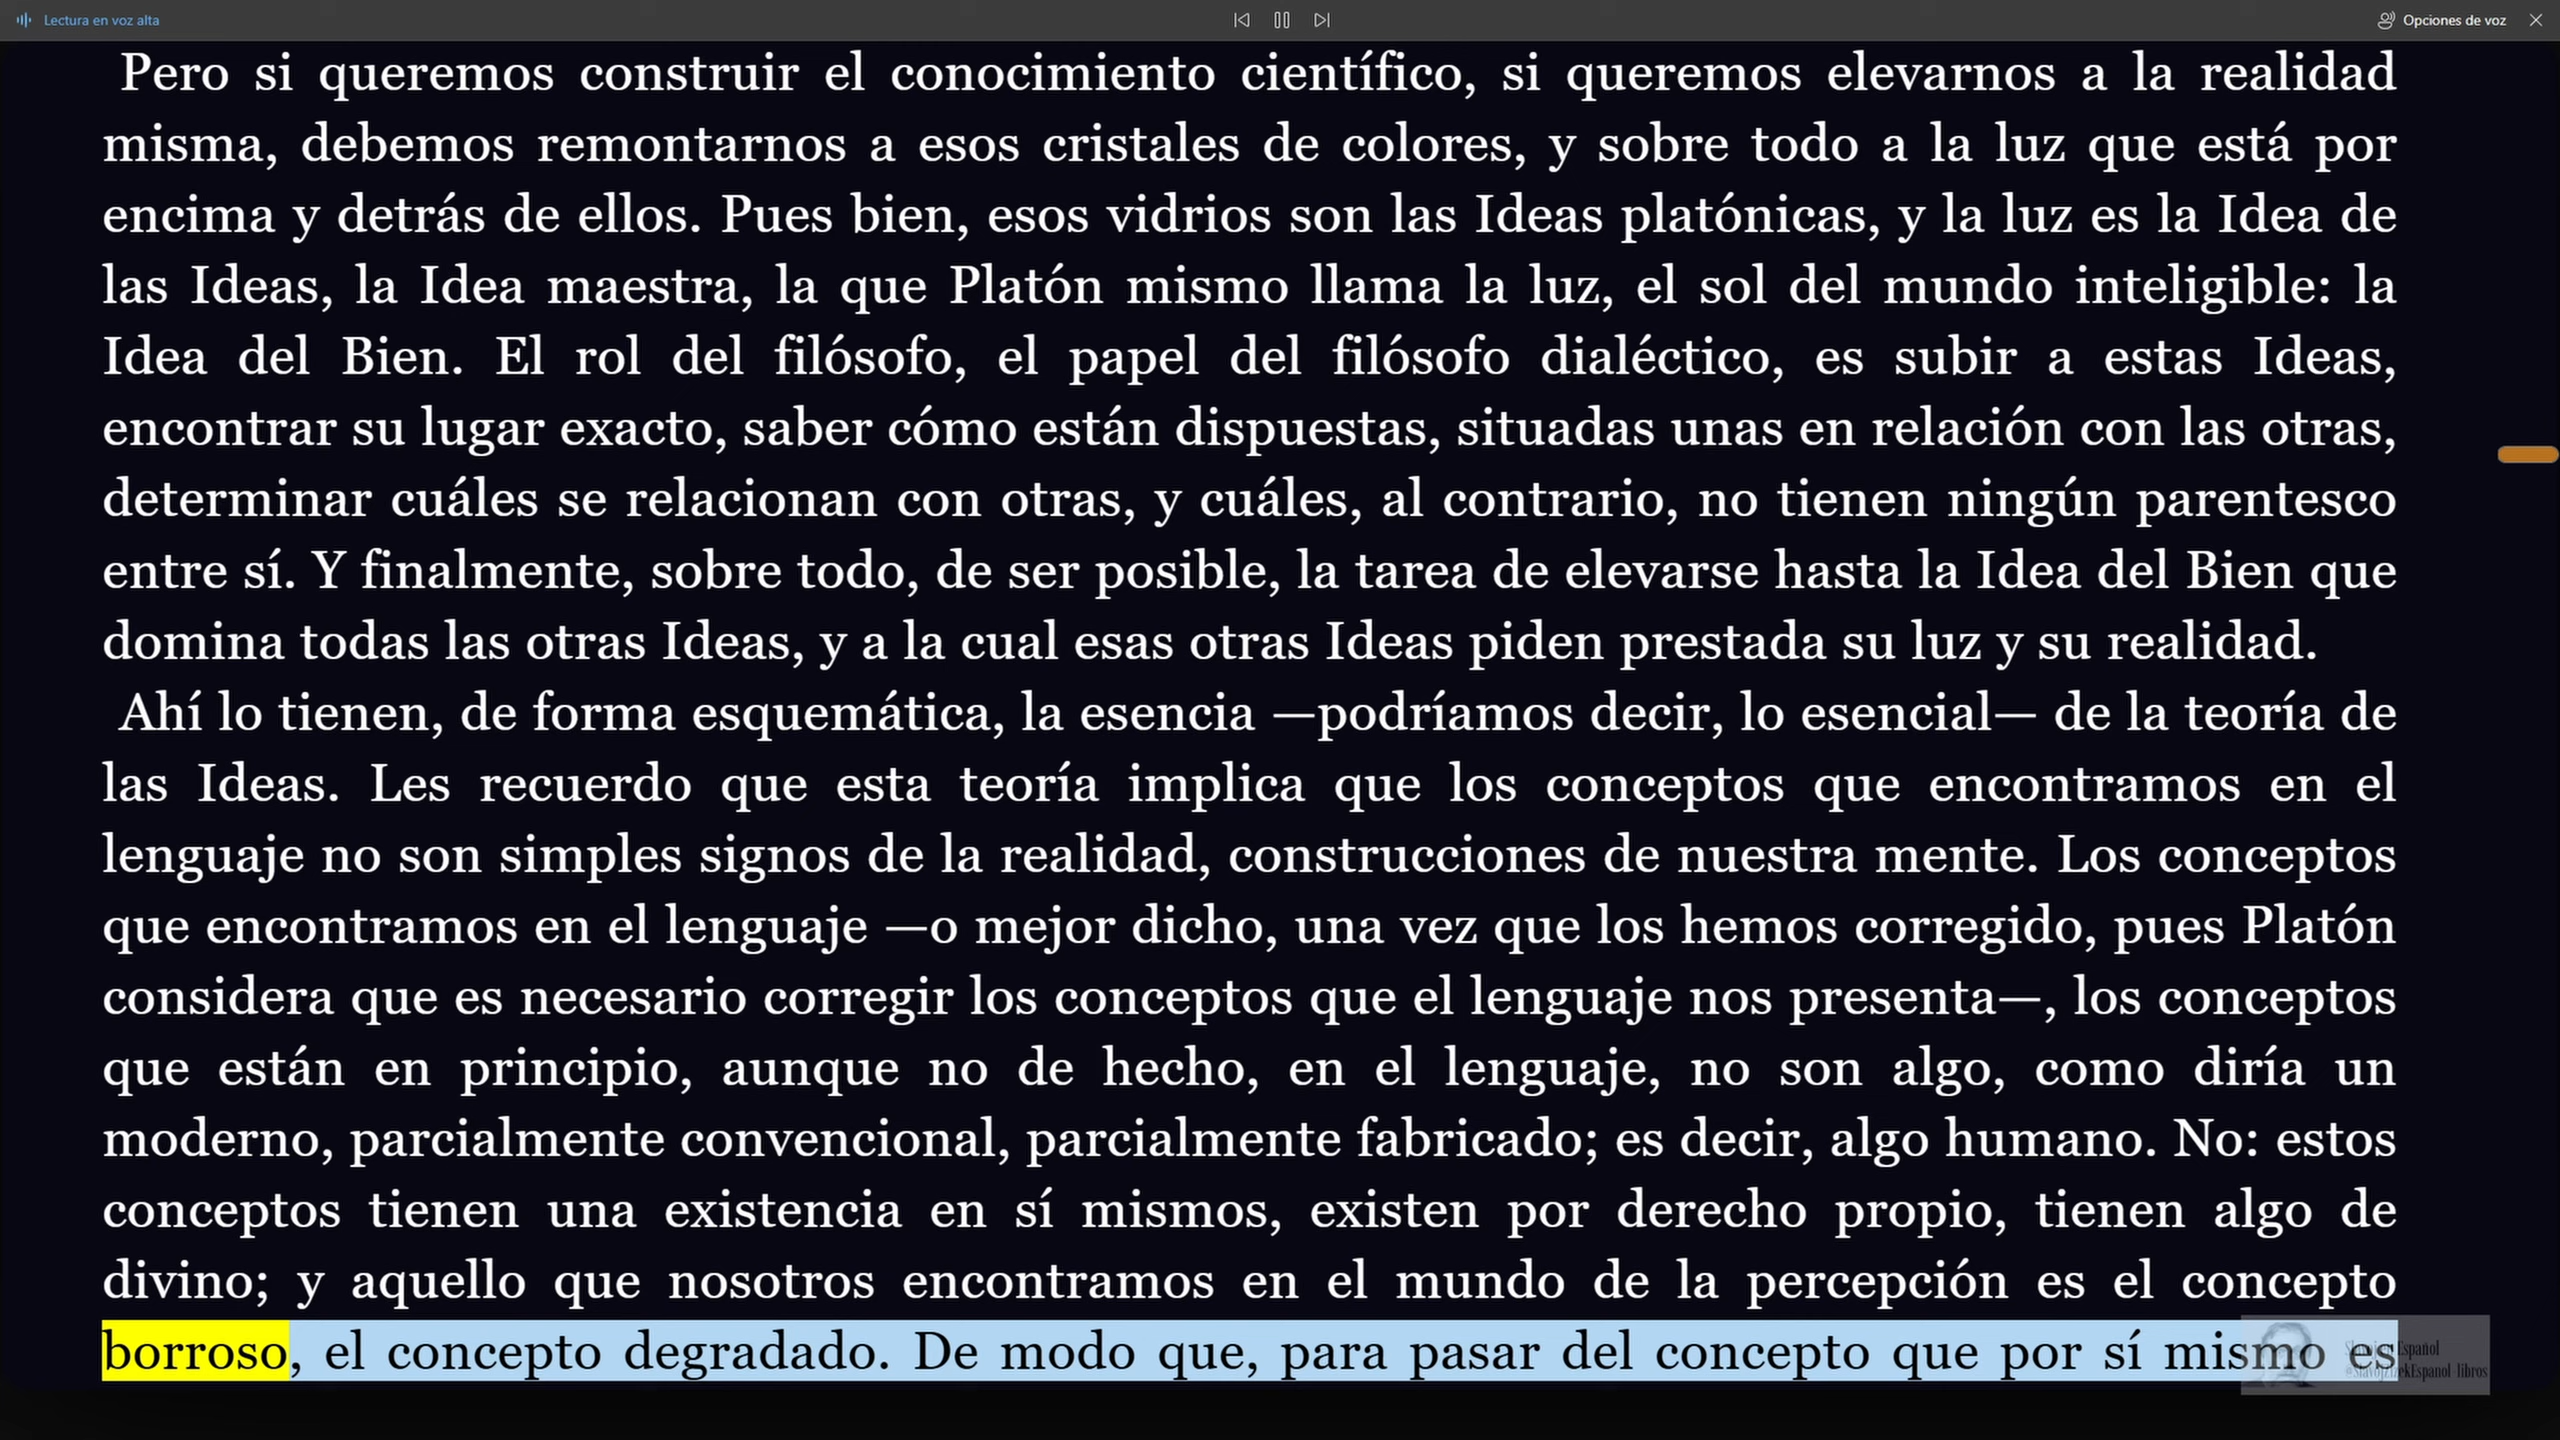 Lectura en voz alta
Opciones de voz
Pero si queremos construir el conocimiento científico, si queremos elevarnos a la realidad
misma, debemos remontarnos a esos cristales de colores, y sobre todo a la luz que está por
encima y detrás de ellos. Pues bien, esos vidrios son las Ideas platónicas, y la luz es la Idea de
las Ideas, la Idea maestra, la que Platón mismo llama la luz, el sol del mundo inteligible: la
Idea del Bien. El rol del filósofo, el papel del filósofo dialéctico, es subir a estas Ideas,
encontrar su lugar exacto, saber cómo están dispuestas, situadas unas en relación con las otras,
determinar cuáles se relacionan con otras, y cuáles, al contrario, no tienen ningún parentesco
entre sí. Y finalmente, sobre todo, de ser posible, la tarea de elevarse hasta la Idea del Bien que
domina todas las otras Ideas, y a la cual esas otras Ideas piden prestada su luz y su realidad.
Ahí lo tienen, de forma esquemática, la esencia —podríamos decir, lo esencial— de la teoría de
las Ideas. Les recuerdo que esta teoría implica que los conceptos que encontramos en el
lenguaje no son simples signos de la realidad, construcciones de nuestra mente. Los conceptos
que encontramos en el lenguaje —o mejor dicho, una vez que los hemos corregido, pues Platón
considera que es necesario corregir los conceptos que el lenguaje nos presenta—, los conceptos
que están en principio, aunque no de hecho, en el lenguaje, no son algo, como diría un
moderno, parcialmente convencional, parcialmente fabricado; es decir, algo humano. No: estos
conceptos tienen una existencia en sí mismos, existen por derecho propio, tienen algo de
divino; y aquello que nosotros encontramos en el mundo de la percepción es el concepto
borroso, el concepto degradado. De modo que, para pasar del concepto que por sí mismo es
Español